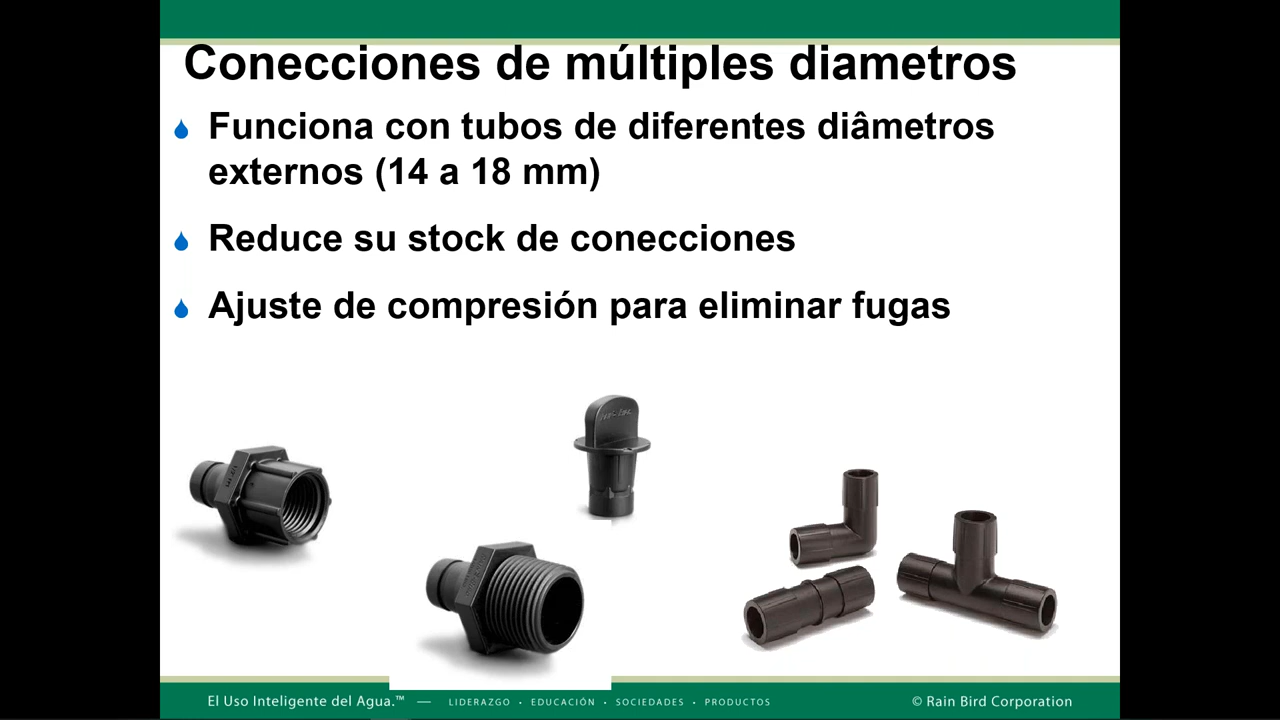 Conecciones de múltiples diametros
Funciona con tubos de diferentes diâmetros
externos (14 a 18 mm)
Reduce su stock de conecciones
Ajuste de compresión para eliminar fugas
El Uso Inteligente del Agua.™ — LIDERAZGO • EDUCACIÓN • SOCIEDADES • PRODUCTOS © Rain Bird Corporation